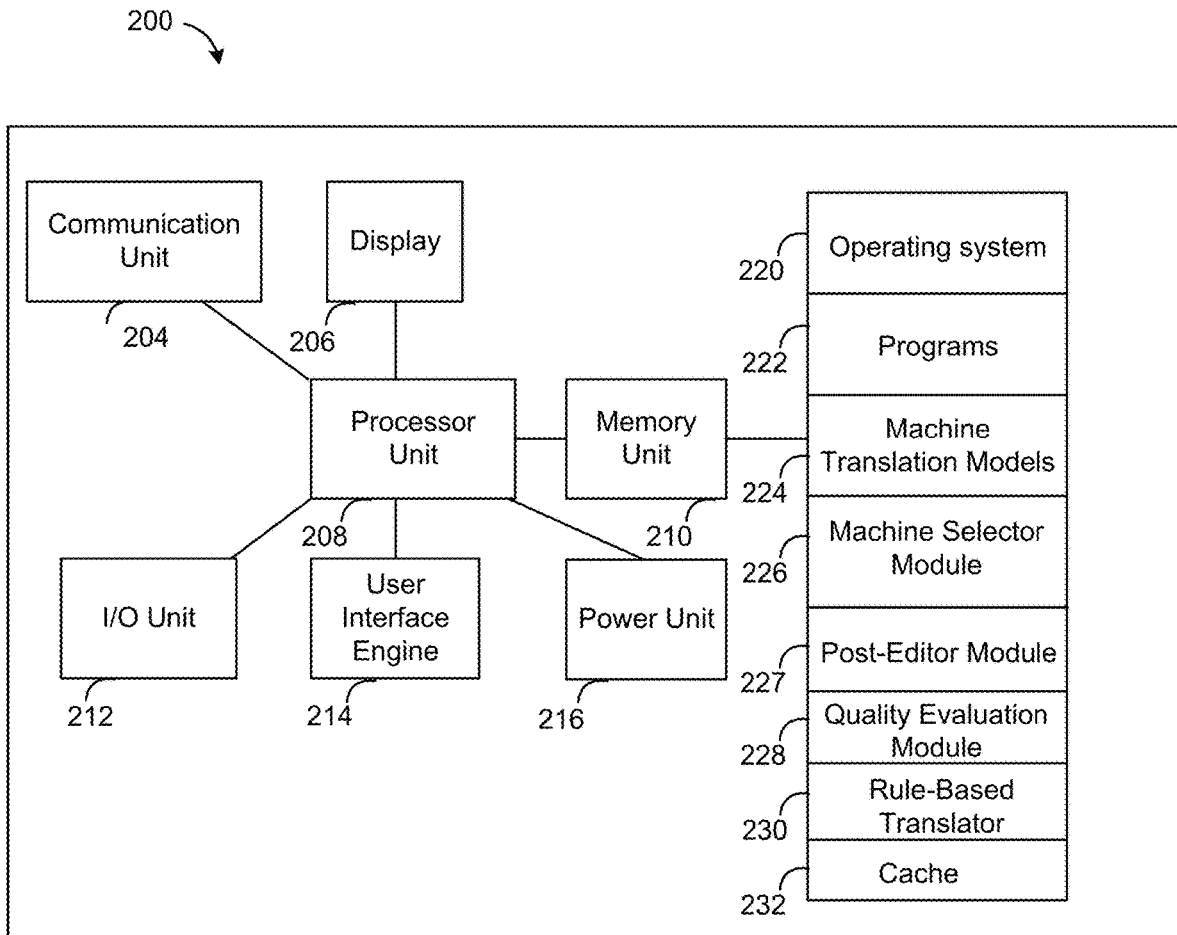 200
Communication
Unit
204
Display
206
Processor
Unit
208
Memory
Unit
210
I/O Unit
212
User
Interface
Engine
214
Power Unit
216
220
Operating system
222
Programs
224
Machine
Translation Models
226
Machine Selector
Module
227
Post-Editor Module
228
Quality Evaluation
Module
230
Rule-Based
Translator
232
Cache